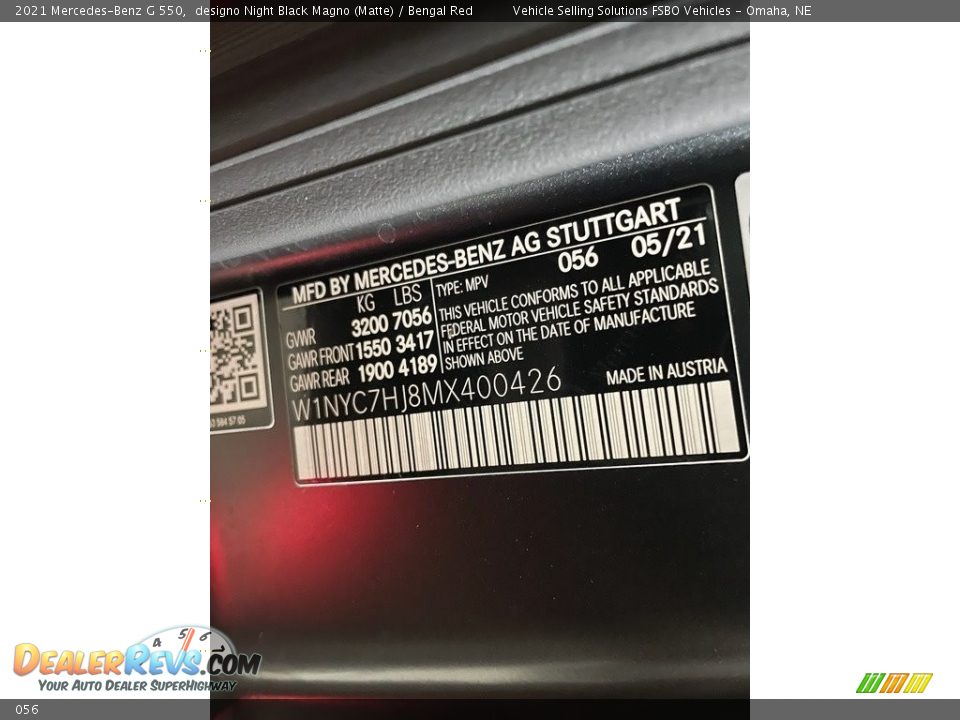 2021 Mercedes-Benz G 550, designo Night Black Magno (Matte) / Bengal Red Vehicle Selling Solutions FSBO Vehicles - Omaha, NE
MFD BY MERCEDES-BENZ AG STUTTGART
KG LBS TYPE: MPV 056 05/21
GVWR 3200 7056 THIS VEHICLE CONFORMS TO ALL APPLICABLE
GAWR FRONT 1550 3417 FEDERAL MOTOR VEHICLE SAFETY STANDARDS
GAWR REAR 1900 4189 IN EFFECT ON THE DATE OF MANUFACTURE
SHOWN ABOVE
W1NYC7HJ8MX400426 MADE IN AUSTRIA
4 5 6
DEALERREVS.COM
YOUR AUTO DEALER SUPERHIGHWAY
056